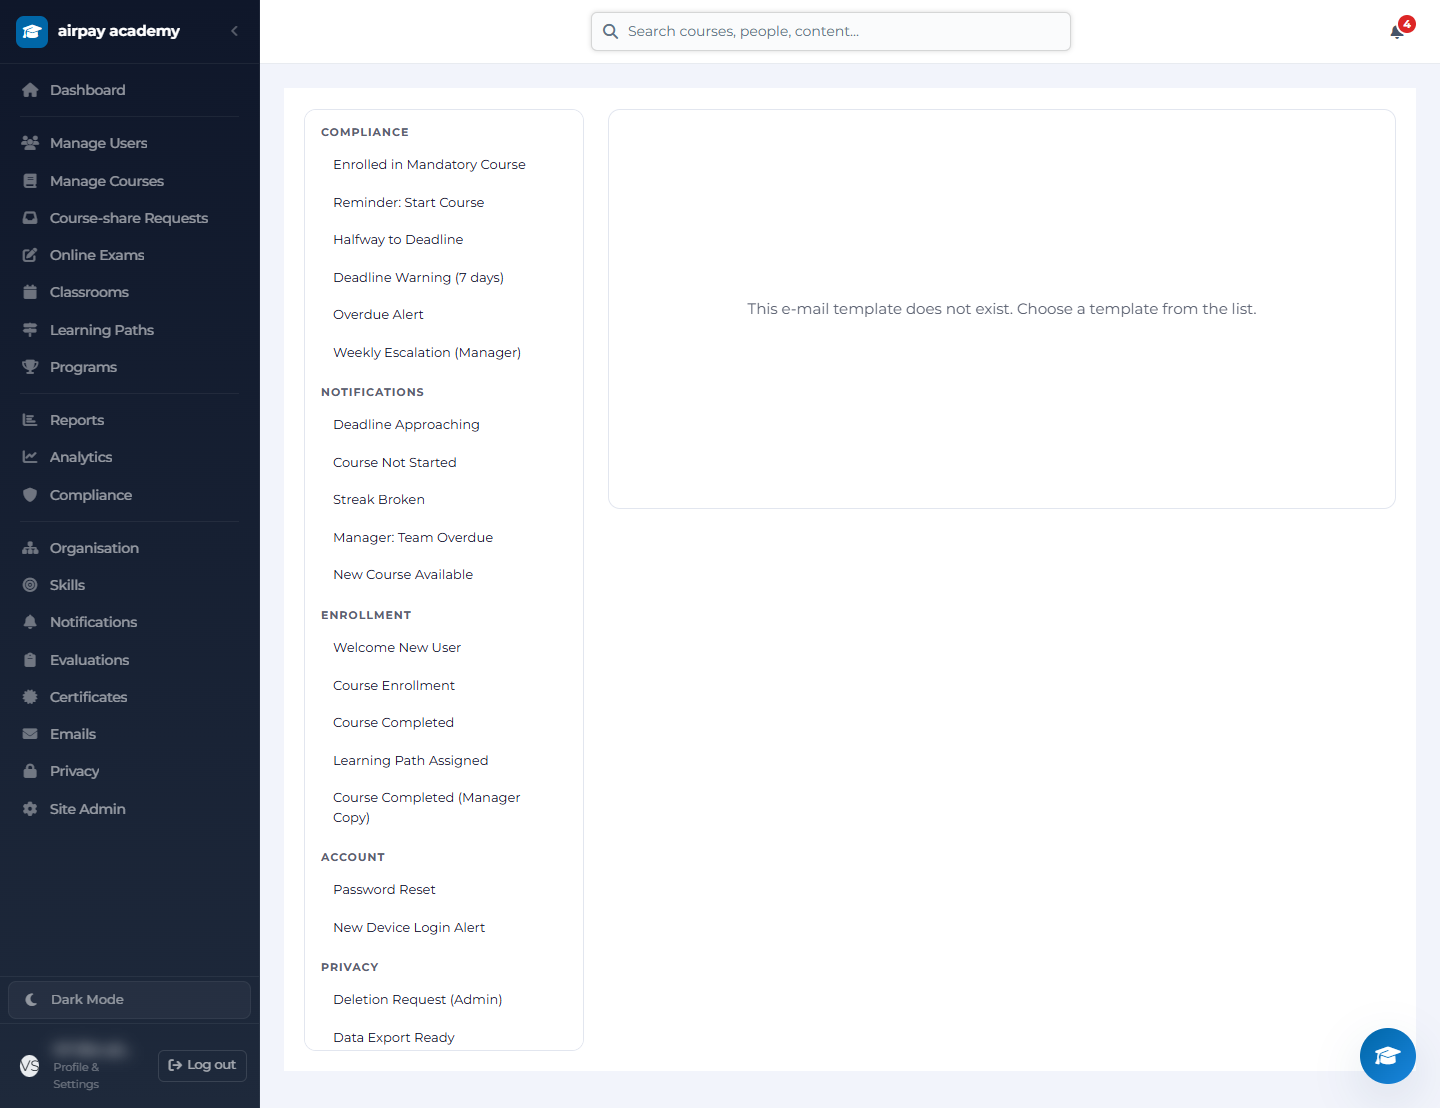 airpay academy
Search courses, people, content...
4
Dashboard
Manage Users
Manage Courses
Course-share Requests
Online Exams
Classrooms
Learning Paths
Programs
Reports
Analytics
Compliance
Organisation
Skills
Notifications
Evaluations
Certificates
Emails
Privacy
Site Admin
Dark Mode
VS
Profile &
Settings
Log out
COMPLIANCE
Enrolled in Mandatory Course
Reminder: Start Course
Halfway to Deadline
Deadline Warning (7 days)
Overdue Alert
Weekly Escalation (Manager)
NOTIFICATIONS
Deadline Approaching
Course Not Started
Streak Broken
Manager: Team Overdue
New Course Available
ENROLLMENT
Welcome New User
Course Enrollment
Course Completed
Learning Path Assigned
Course Completed (Manager
Copy)
ACCOUNT
Password Reset
New Device Login Alert
PRIVACY
Deletion Request (Admin)
Data Export Ready
This e-mail template does not exist. Choose a template from the list.